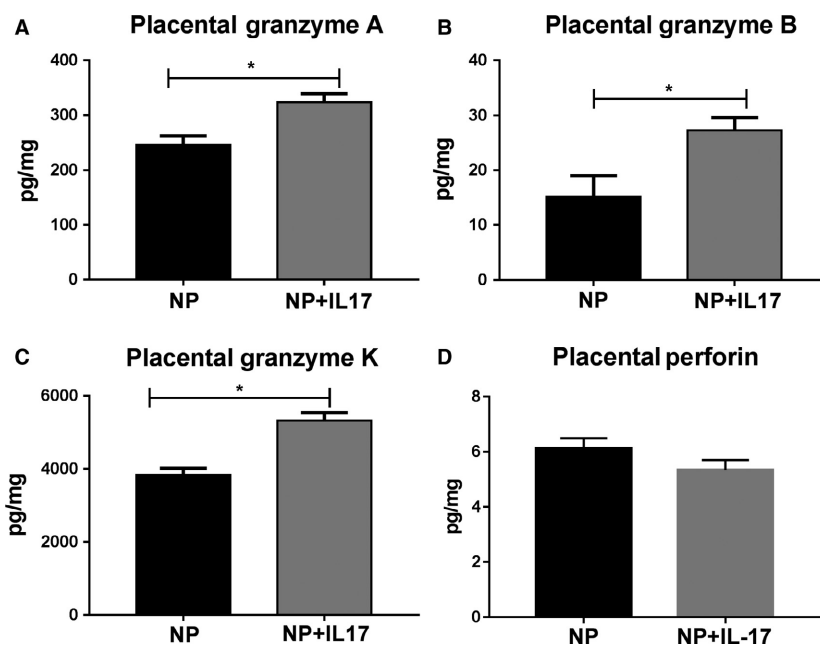 A
Placental granzyme A
*
400
300
200
100
0
pg/mg
NP
NP+IL17
B
Placental granzyme B
*
40
30
20
10
0
pg/mg
NP
NP+IL17
C
Placental granzyme K
*
6000
4000
2000
0
pg/mg
NP
NP+IL17
D
Placental perforin
8
6
4
2
0
pg/mg
NP
NP+IL-17